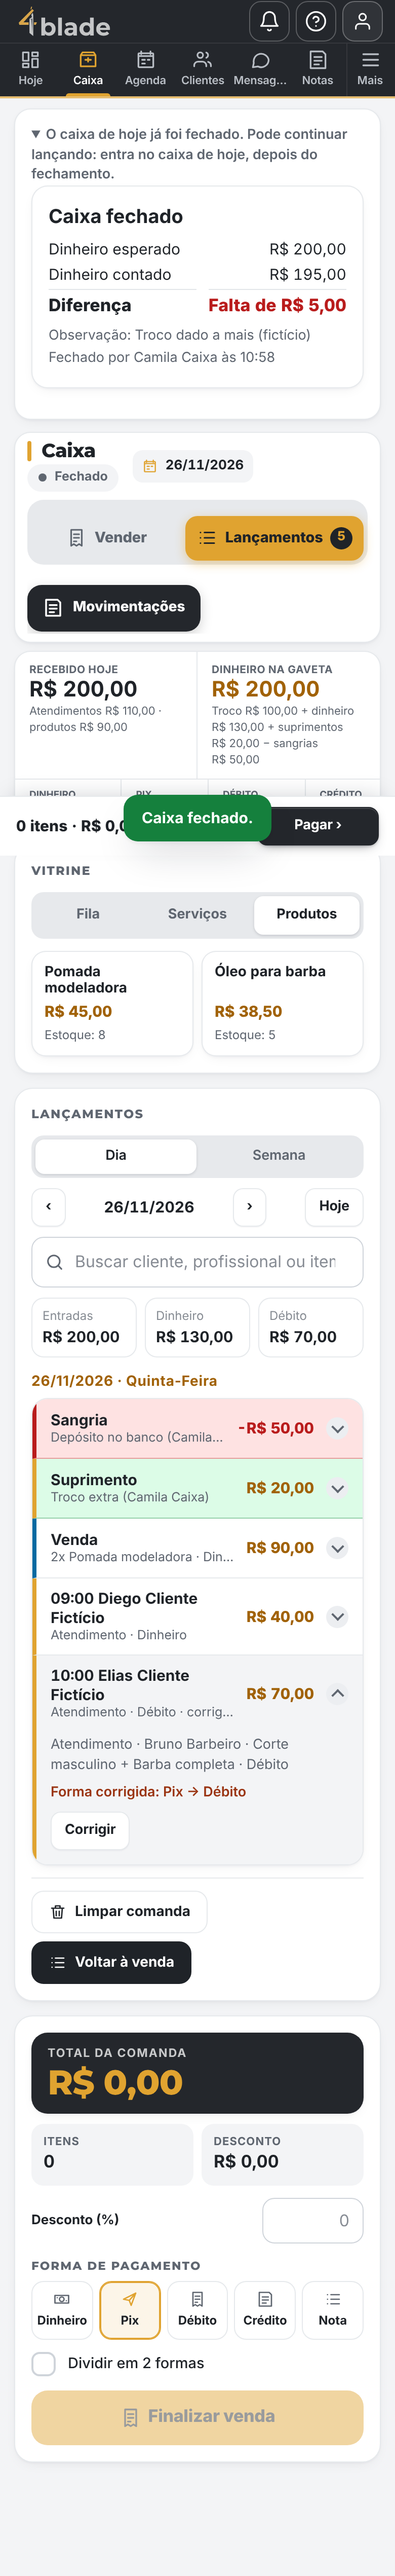 4blade
Hoje
Caixa
Agenda
Clientes
Mensag...
Notas
Mais
▼ O caixa de hoje já foi fechado. Pode continuar
lançando: entra no caixa de hoje, depois do
fechamento.
Caixa fechado
Dinheiro esperado R$ 200,00
Dinheiro contado R$ 195,00
Diferença Falta de R$ 5,00
Observação: Troco dado a mais (fictício)
Fechado por Camila Caixa às 10:58
Caixa
Fechado
26/11/2026
Vender
Lançamentos 5
Movimentações
RECEBIDO HOJE
R$ 200,00
Atendimentos R$ 110,00 ·
produtos R$ 90,00
DINHEIRO NA GAVETA
R$ 200,00
Troco R$ 100,00 + dinheiro
R$ 130,00 + suprimentos
R$ 20,00 − sangrias
R$ 50,00
DINHEIRO PIX DÉBITO CRÉDITO
0 itens · R$ 0,0
Caixa fechado.
Pagar ›
VITRINE
Fila
Serviços
Produtos
Pomada
modeladora
R$ 45,00
Estoque: 8
Óleo para barba
R$ 38,50
Estoque: 5
LANÇAMENTOS
Dia
Semana
‹
26/11/2026
›
Hoje
Buscar cliente, profissional ou iter
Entradas
R$ 200,00
Dinheiro
R$ 130,00
Débito
R$ 70,00
26/11/2026 · Quinta-Feira
Sangria
Depósito no banco (Camila...
-R$ 50,00
Suprimento
Troco extra (Camila Caixa)
R$ 20,00
Venda
2x Pomada modeladora · Din...
R$ 90,00
09:00 Diego Cliente
Fictício
Atendimento · Dinheiro
R$ 40,00
10:00 Elias Cliente
Fictício
Atendimento · Débito · corrig...
R$ 70,00
Atendimento · Bruno Barbeiro · Corte
masculino + Barba completa · Débito
Forma corrigida: Pix → Débito
Corrigir
Limpar comanda
Voltar à venda
TOTAL DA COMANDA
R$ 0,00
ITENS
0
DESCONTO
R$ 0,00
Desconto (%)
0
FORMA DE PAGAMENTO
Dinheiro
Pix
Débito
Crédito
Nota
Dividir em 2 formas
Finalizar venda